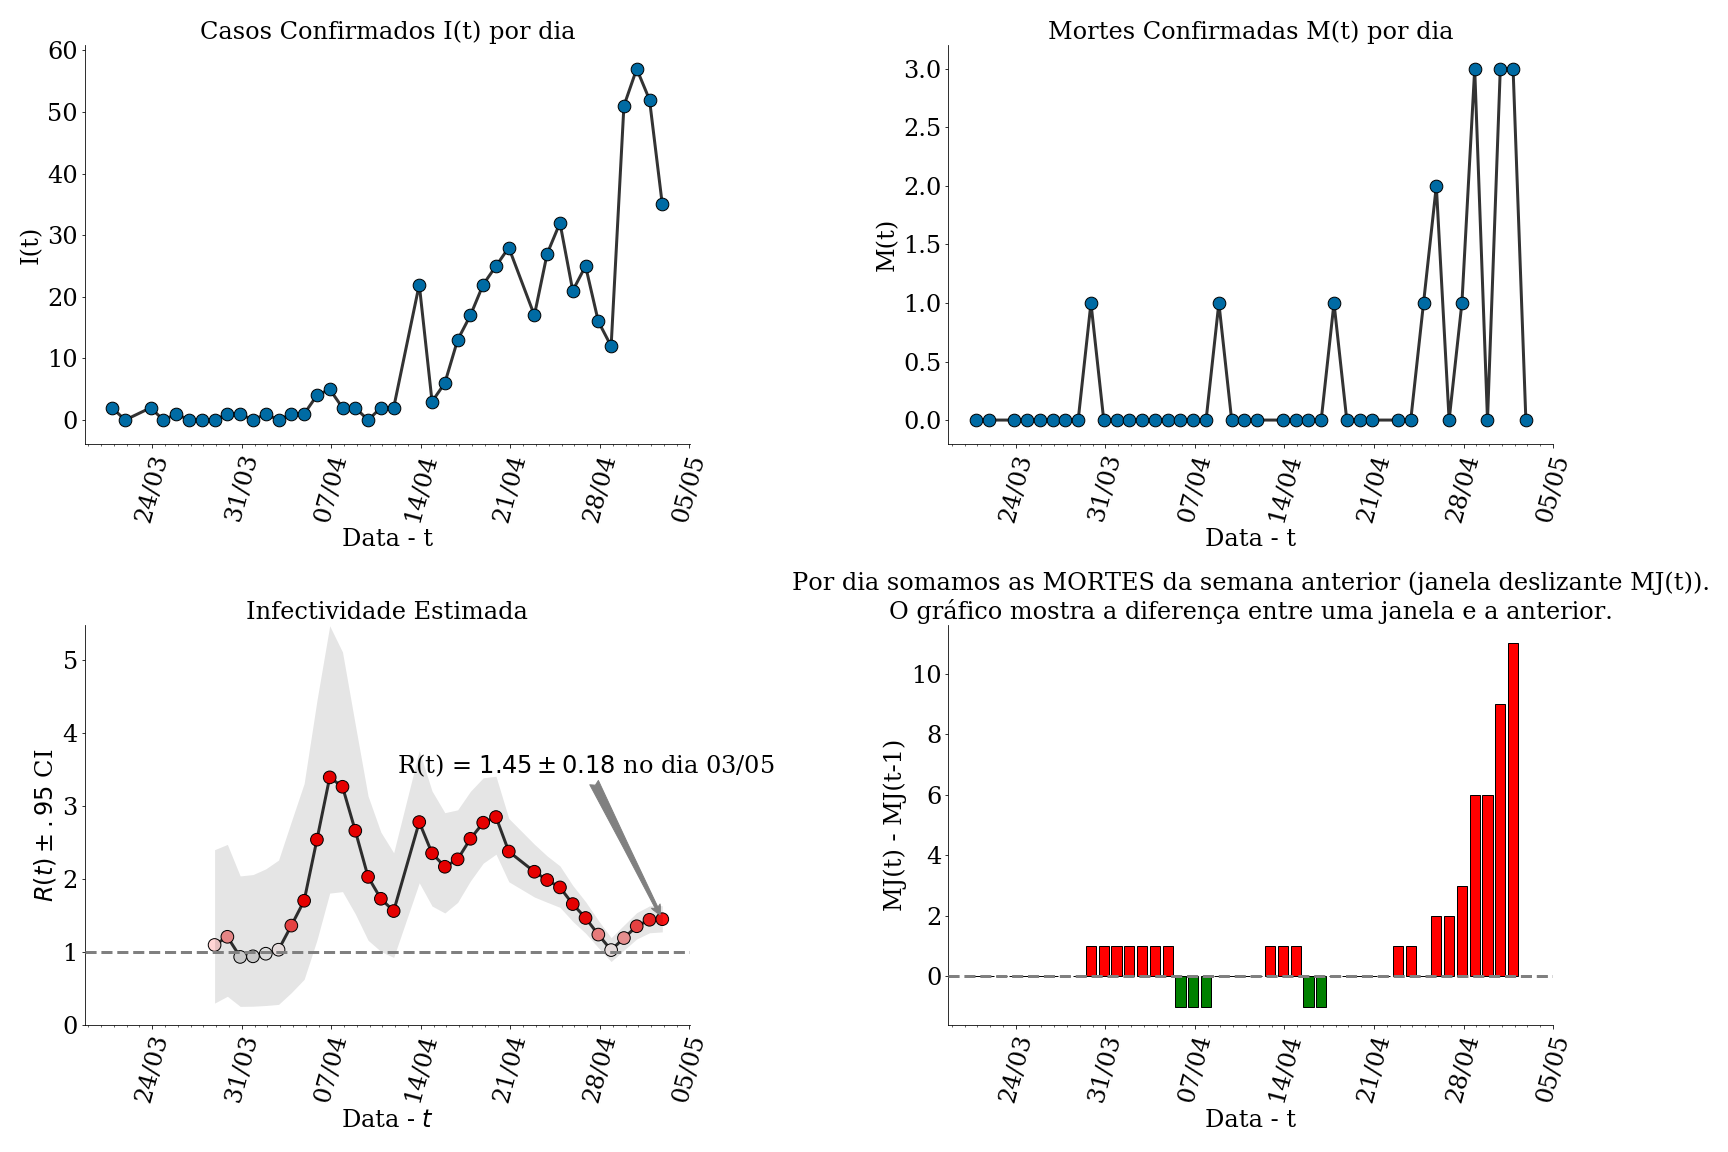 Casos Confirmados I(t) por dia
60
50
40
30
20
10
0
I(t)
24/03 31/03 07/04 14/04 21/04 28/04 05/05
Data - t
Mortes Confirmadas M(t) por dia
3.0
2.5
2.0
1.5
1.0
0.5
0.0
M(t)
24/03 31/03 07/04 14/04 21/04 28/04 05/05
Data - t
Infectividade Estimada
5
4
3
2
1
0
R(t) ± . 95 CI
R(t) = 1.45 ± 0.18 no dia 03/05
24/03 31/03 07/04 14/04 21/04 28/04 05/05
Data - t
Por dia somamos as MORTES da semana anterior (janela deslizante MJ(t)).
O gráfico mostra a diferença entre uma janela e a anterior.
10
8
6
4
2
0
MJ(t) - MJ(t-1)
24/03 31/03 07/04 14/04 21/04 28/04 05/05
Data - t